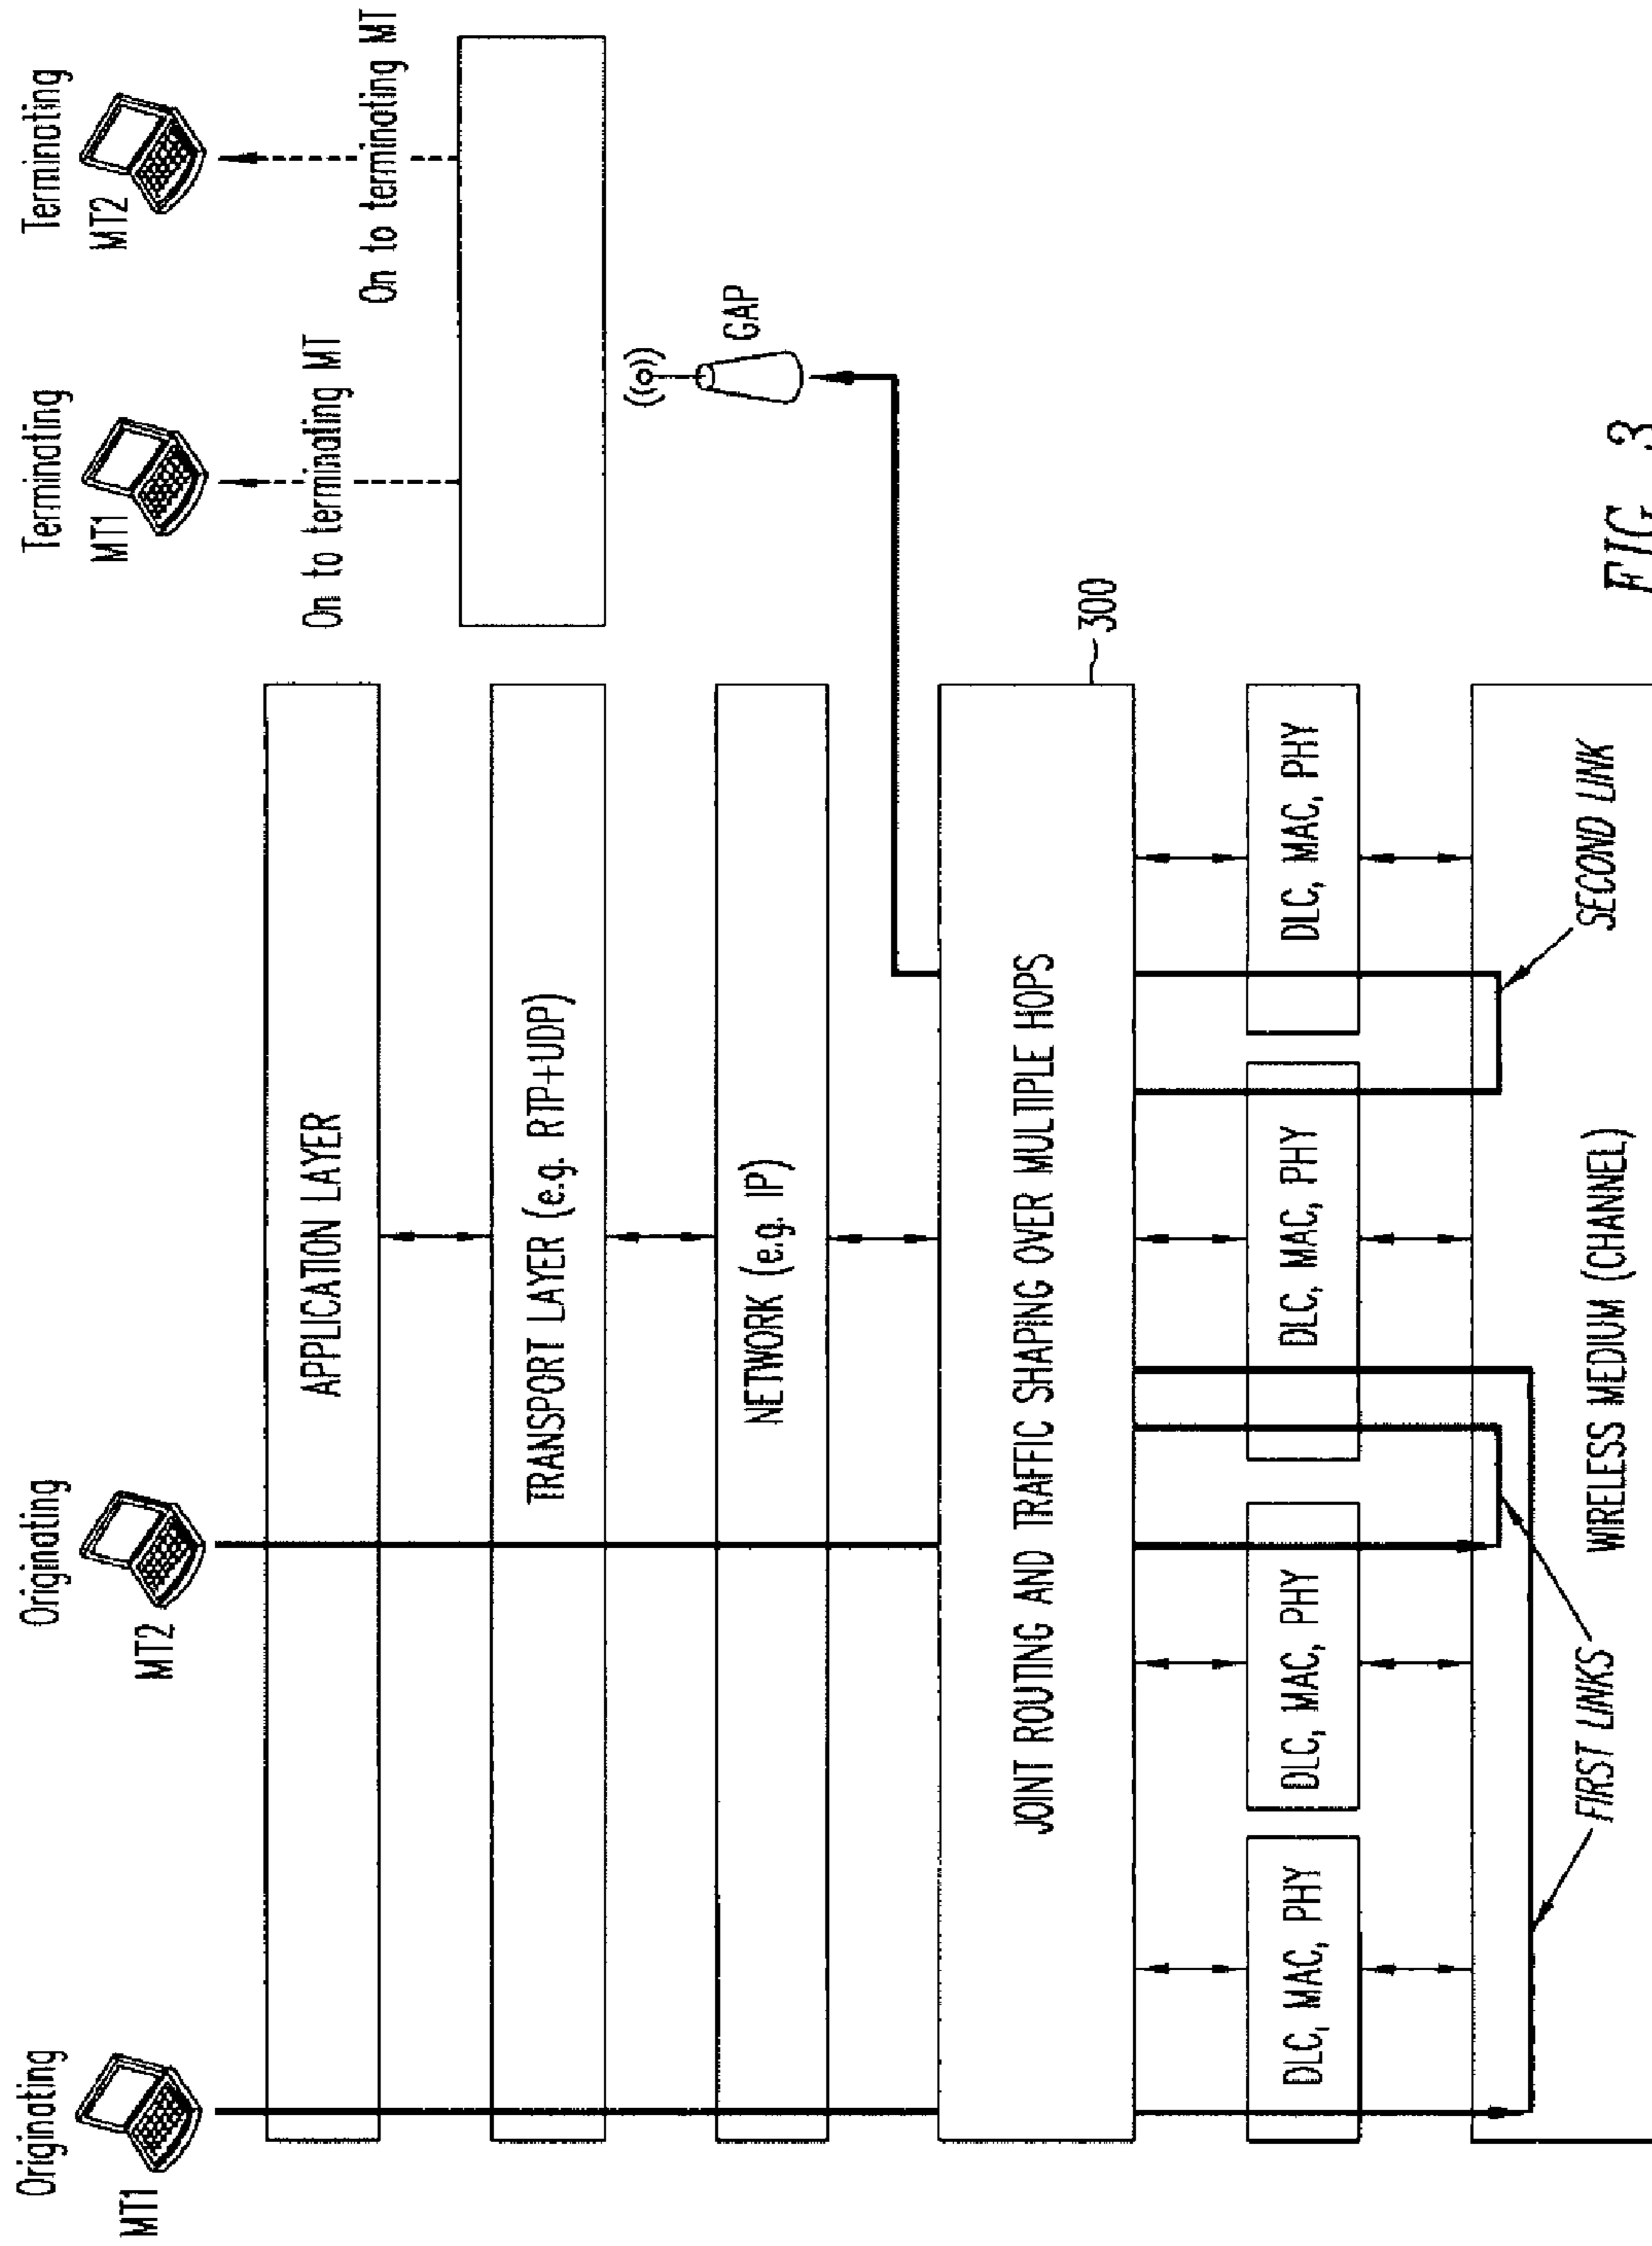 Originating
MT1
Originating
MT2
Terminating
MT1
Terminating
MT2
On to terminating MT
On to terminating MT
APPLICATION LAYER
TRANSPORT LAYER (e.g. RTP+UDP)
NETWORK (e.g. IP)
GAP
JOINT ROUTING AND TRAFFIC SHAPING OVER MULTIPLE HOPS
300
DLC, MAC, PHY
DLC, MAC, PHY
DLC, MAC, PHY
DLC, MAC, PHY
FIRST LINKS
WIRELESS MEDIUM (CHANNEL)
SECOND LINK
FIG. 3